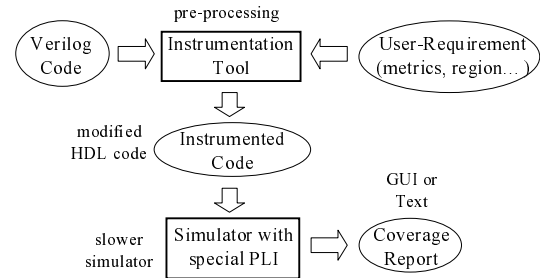 pre-processing
Verilog
Code
Instrumentation
Tool
User-Requirement
(metrics, region… )
modified
HDL code
Instrumented
Code
GUI or
Text
slower
simulator
Simulator with
special PLI
Coverage
Report